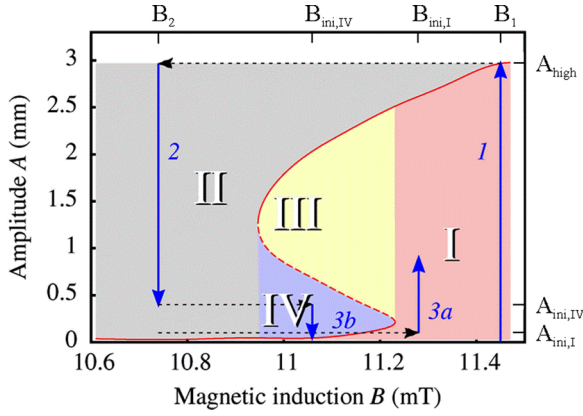 B2 Bini,IV Bini,I B1
3 Ahigh
2.5
2 2 1
II
1.5 III
I
1
0.5 IV 3b 3a Aini,IV
0 Aini,I
10.6 10.8 11 11.2 11.4
Amplitude A (mm)
Magnetic induction B (mT)